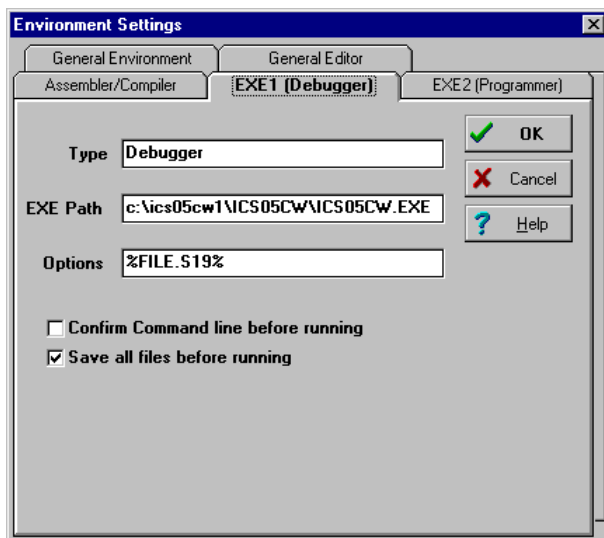 Environment Settings
General Environment
General Editor
Assembler/Compiler
EXE1 (Debugger)
EXE2 (Programmer)
Type
Debugger
OK
EXE Path
c:\ics05cw1\ICS05CW\ICS05CW.EXE
Cancel
Options
%FILE.S19%
Help
Confirm Command line before running
Save all files before running